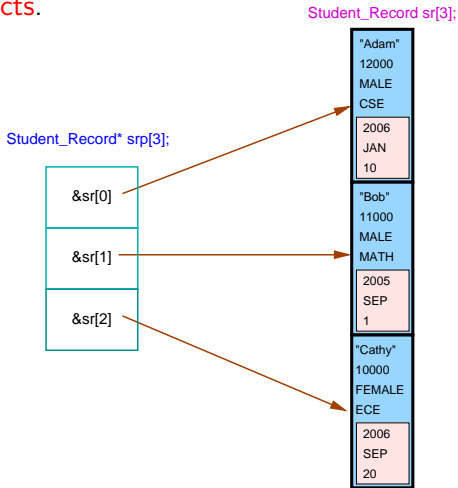 cts.
Student_Record sr[3];
"Adam"
12000
MALE
CSE
2006
JAN
10
Student_Record* srp[3];
&sr[0]
&sr[1]
&sr[2]
"Bob"
11000
MALE
MATH
2005
SEP
1
"Cathy"
10000
FEMALE
ECE
2006
SEP
20